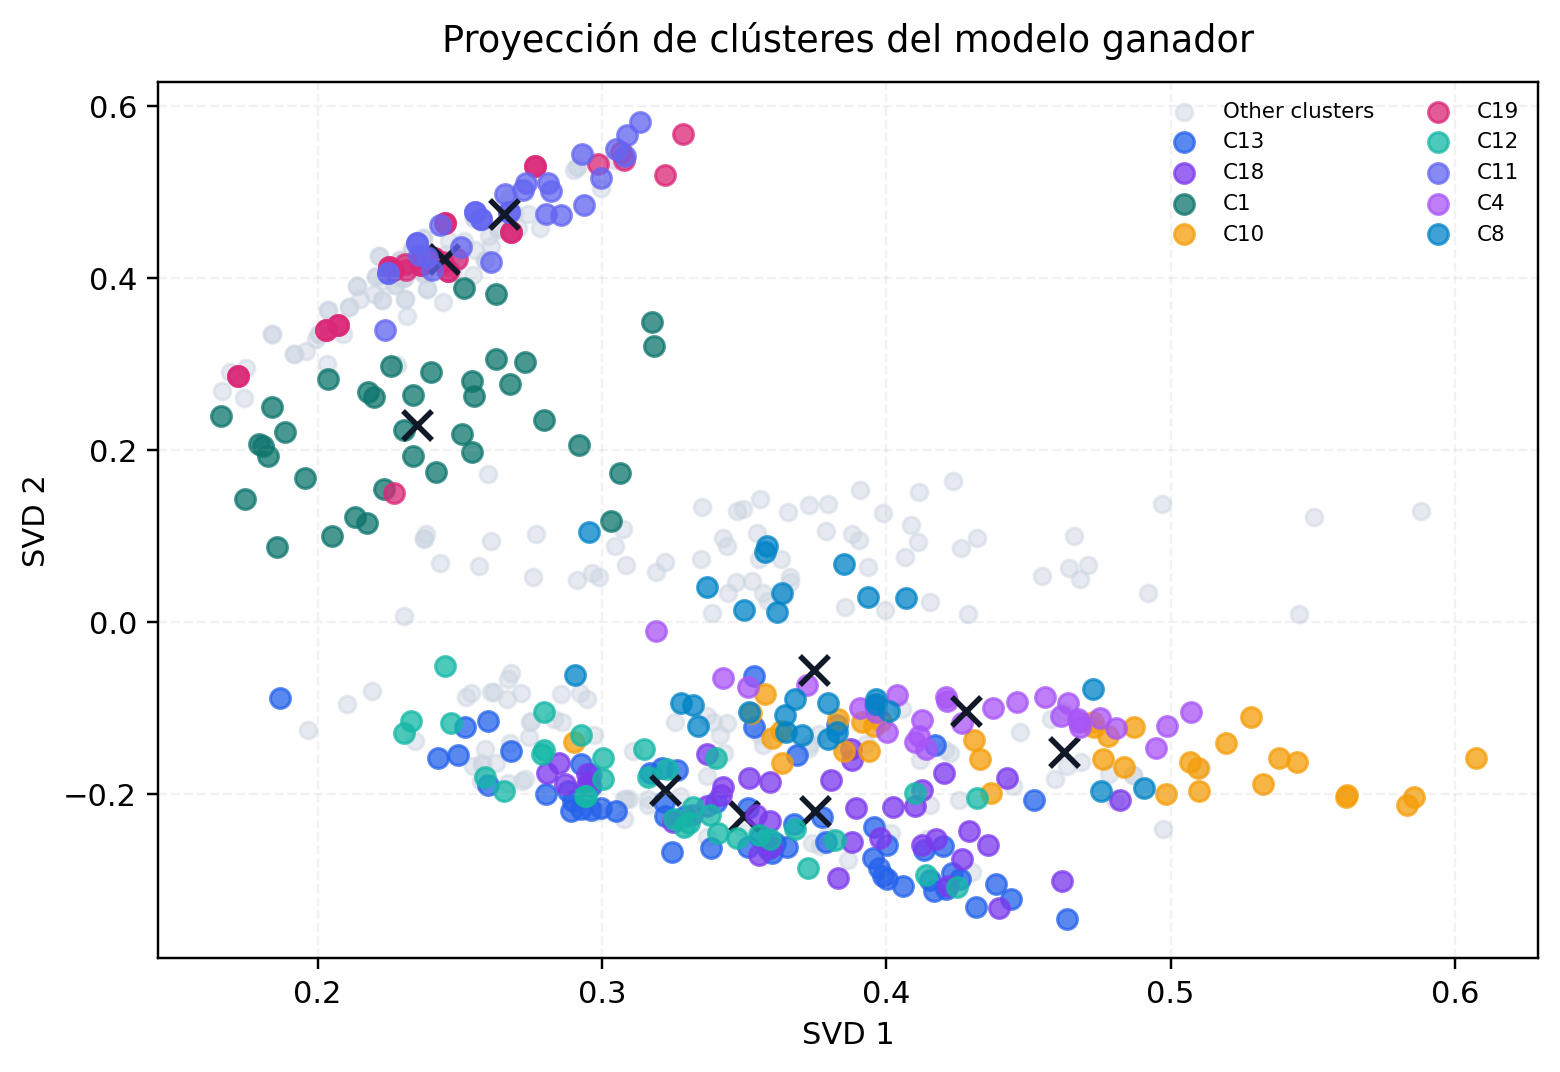 Proyección de clústeres del modelo ganador
Other clusters
C13
C18
C1
C10
C19
C12
C11
C4
C8
0.6
0.4
0.2
0.0
−0.2
SVD 2
0.2
0.3
0.4
0.5
0.6
SVD 1